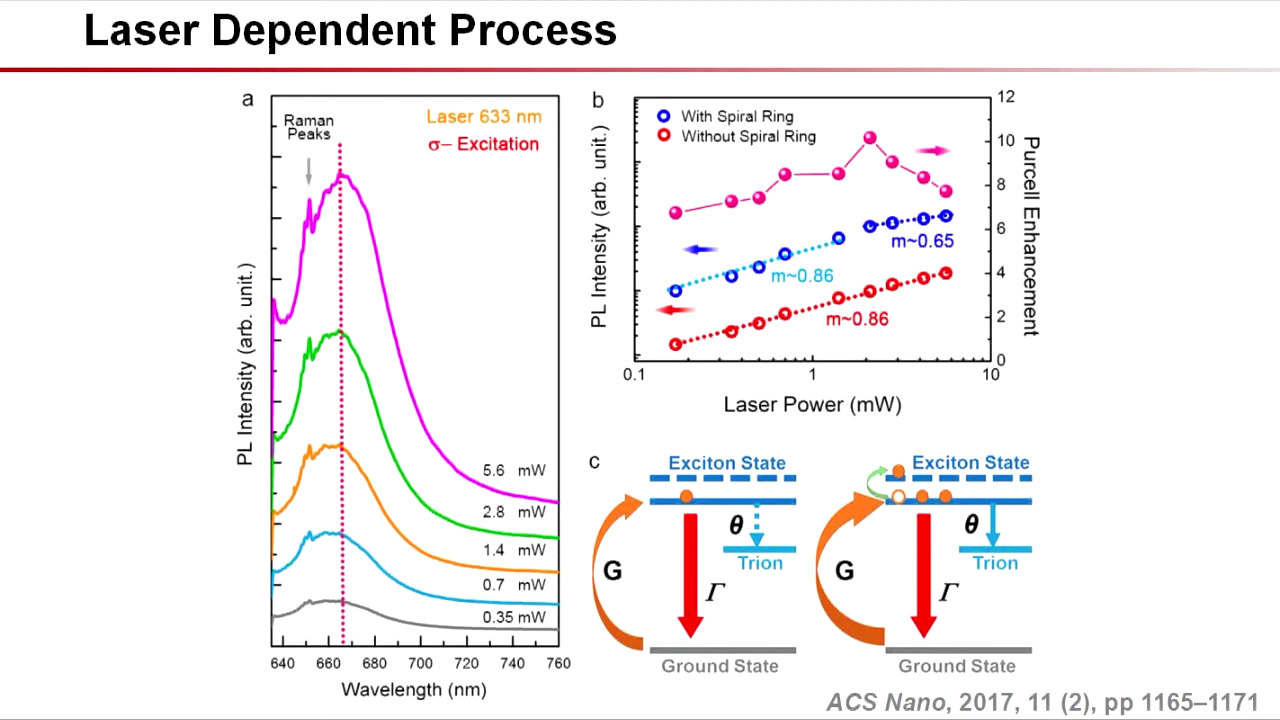 Laser Dependent Process
a
Raman
Peaks
Laser 633 nm
σ− Excitation
PL Intensity (arb. unit.)
5.6 mW
2.8 mW
1.4 mW
0.7 mW
0.35 mW
640 660 680 700 720 740 760
Wavelength (nm)
b
With Spiral Ring
Without Spiral Ring
PL Intensity (arb. unit.)
m~0.65
m~0.86
m~0.86
12
10
8
6
4
2
0
Purcell Enhancement
0.1 1 10
Laser Power (mW)
c
Exciton State
θ
Trion
G
Γ
Ground State
Exciton State
θ
Trion
G
Γ
Ground State
ACS Nano, 2017, 11 (2), pp 1165–1171